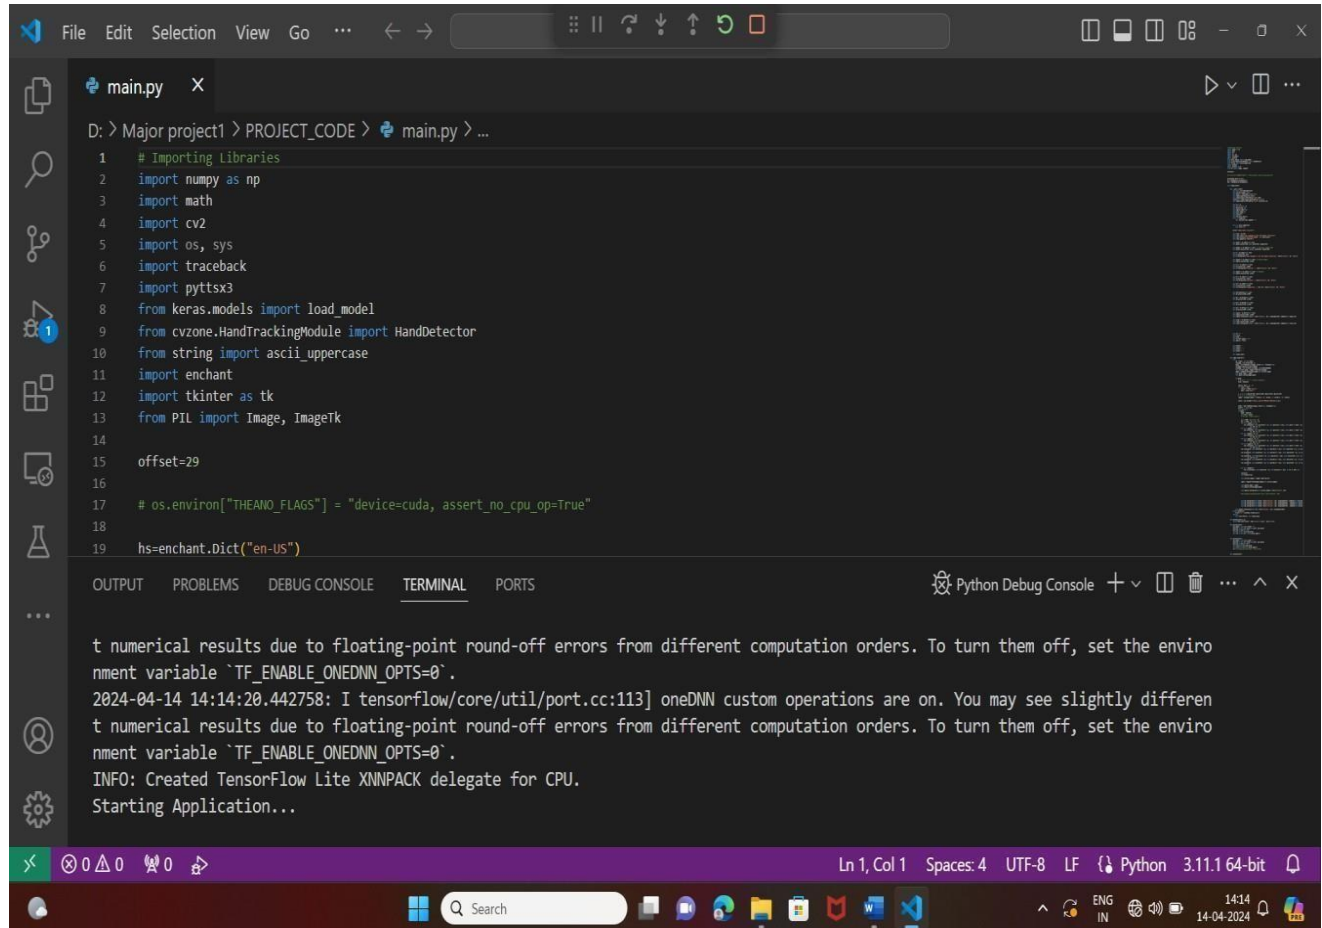 File Edit Selection View Go ...
main.py X
D: > Major project1 > PROJECT_CODE > main.py > ...
1 # Importing Libraries
2 import numpy as np
3 import math
4 import cv2
5 import os, sys
6 import traceback
7 import pyttsx3
8 from keras.models import load_model
9 from cvzone.HandTrackingModule import HandDetector
10 from string import ascii_uppercase
11 import enchant
12 import tkinter as tk
13 from PIL import Image, ImageTk
14
15 offset=29
16
17 # os.environ["THEANO_FLAGS"] = "device=cuda, assert_no_cpu_op=True"
18
19 hs=enchant.Dict("en-US")
1
OUTPUT PROBLEMS DEBUG CONSOLE TERMINAL PORTS Python Debug Console
t numerical results due to floating-point round-off errors from different computation orders. To turn them off, set the enviro
nment variable `TF_ENABLE_ONEDNN_OPTS=0`.
2024-04-14 14:14:20.442758: I tensorflow/core/util/port.cc:113] oneDNN custom operations are on. You may see slightly differen
t numerical results due to floating-point round-off errors from different computation orders. To turn them off, set the enviro
nment variable `TF_ENABLE_ONEDNN_OPTS=0`.
INFO: Created TensorFlow Lite XNNPACK delegate for CPU.
Starting Application...
0 0 0 Ln 1, Col 1 Spaces: 4 UTF-8 LF Python 3.11.1 64-bit
Search ENG 14:14
IN 14-04-2024